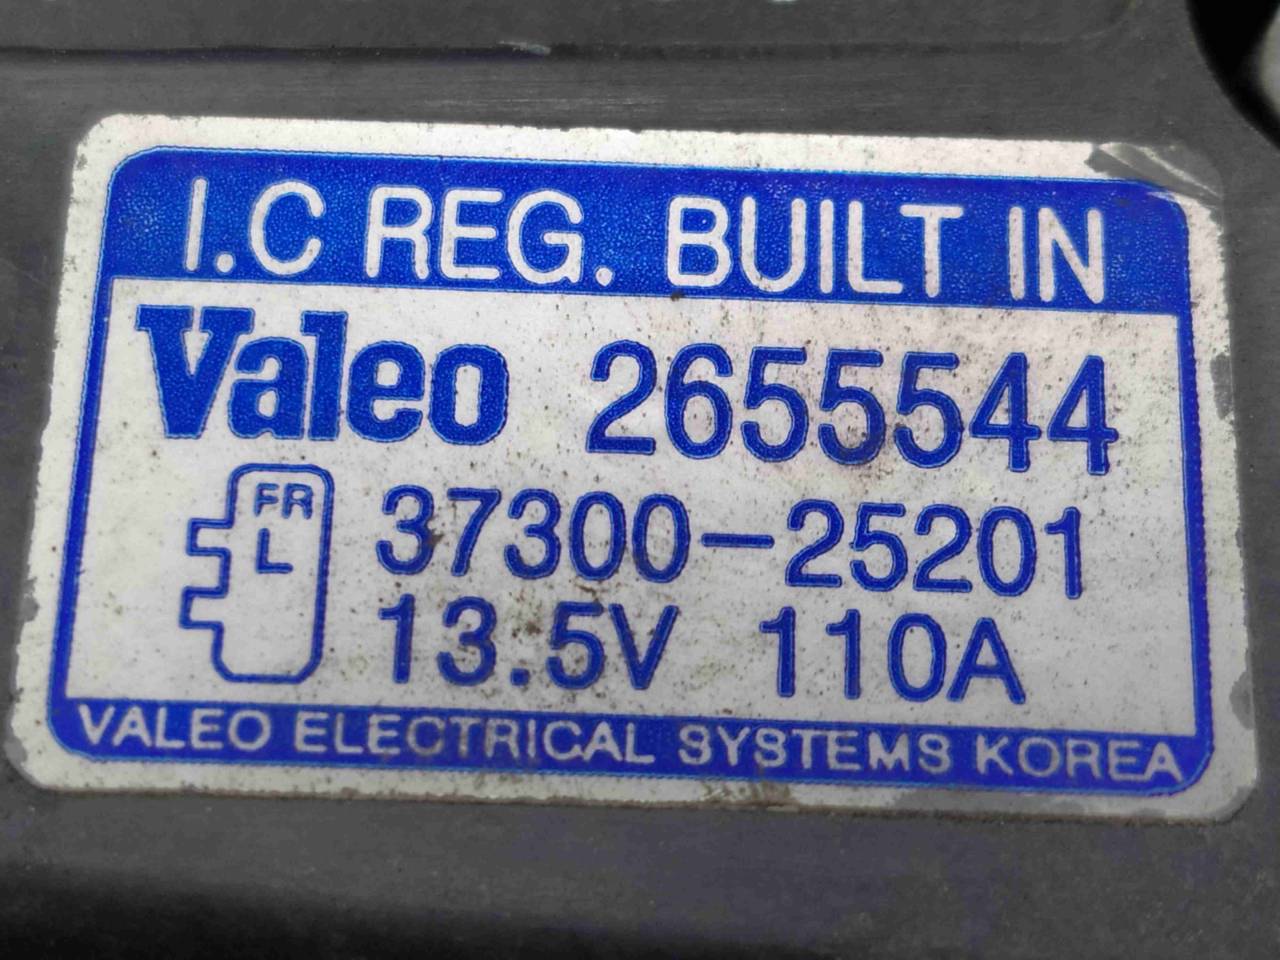 I.C REG. BUILT IN
Valeo 2655544
FR
L
37300-25201
13.5V 110A
VALEO ELECTRICAL SYSTEMS KOREA